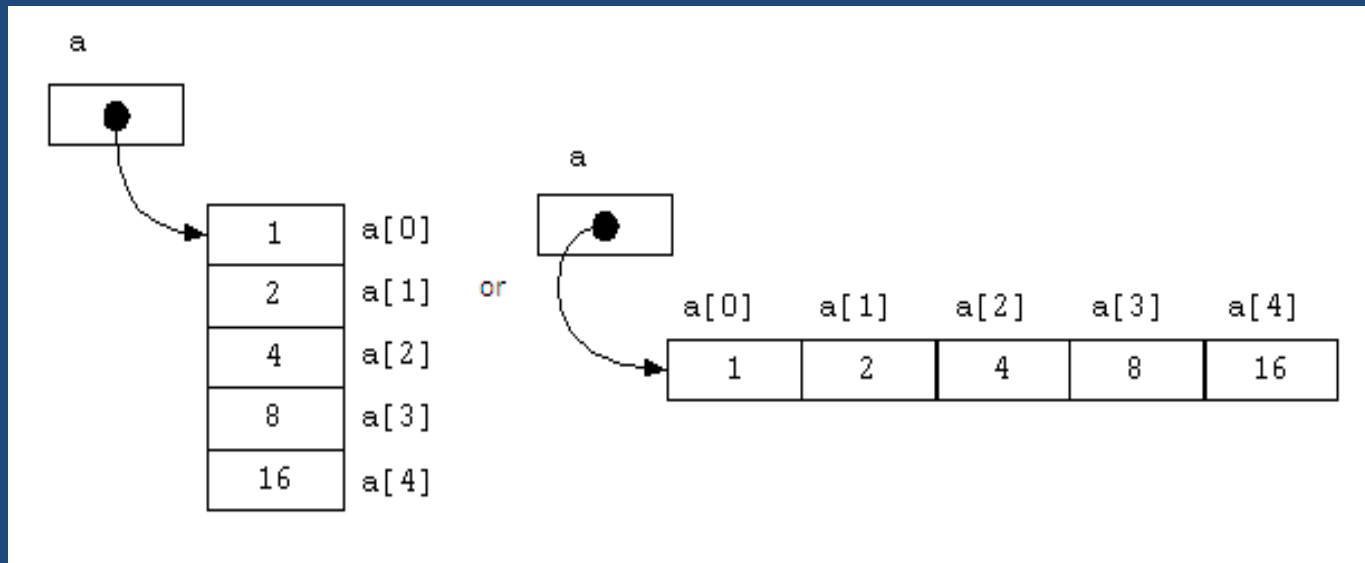 a
1 a[0]
2 a[1]
4 a[2]
8 a[3]
16 a[4]
or
a
a[0] a[1] a[2] a[3] a[4]
1 2 4 8 16